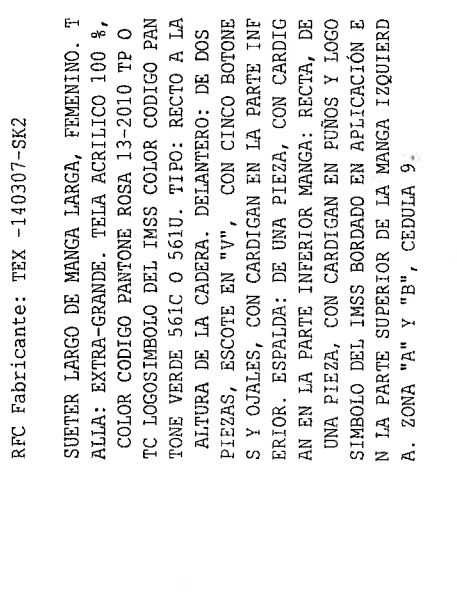 RFC Fabricante: TEX -140307-SK2
SUETER LARGO DE MANGA LARGA, FEMENINO. T
ALLA: EXTRA-GRANDE. TELA ACRILICO 100 %,
COLOR CODIGO PANTONE ROSA 13-2010 TP O
TC LOGOSIMBOLO DEL IMSS COLOR CODIGO PAN
TONE VERDE 561C O 561U. TIPO: RECTO A LA
ALTURA DE LA CADERA. DELANTERO: DE DOS
PIEZAS, ESCOTE EN "V", CON CINCO BOTONE
S Y OJALES, CON CARDIGAN EN LA PARTE INF
ERIOR. ESPALDA: DE UNA PIEZA, CON CARDIG
AN EN LA PARTE INFERIOR MANGA: RECTA, DE
UNA PIEZA, CON CARDIGAN EN PUÑOS Y LOGO
SIMBOLO DEL IMSS BORDADO EN APLICACIÓN E
N LA PARTE SUPERIOR DE LA MANGA IZQUIERD
A. ZONA "A" Y "B", CEDULA 9.